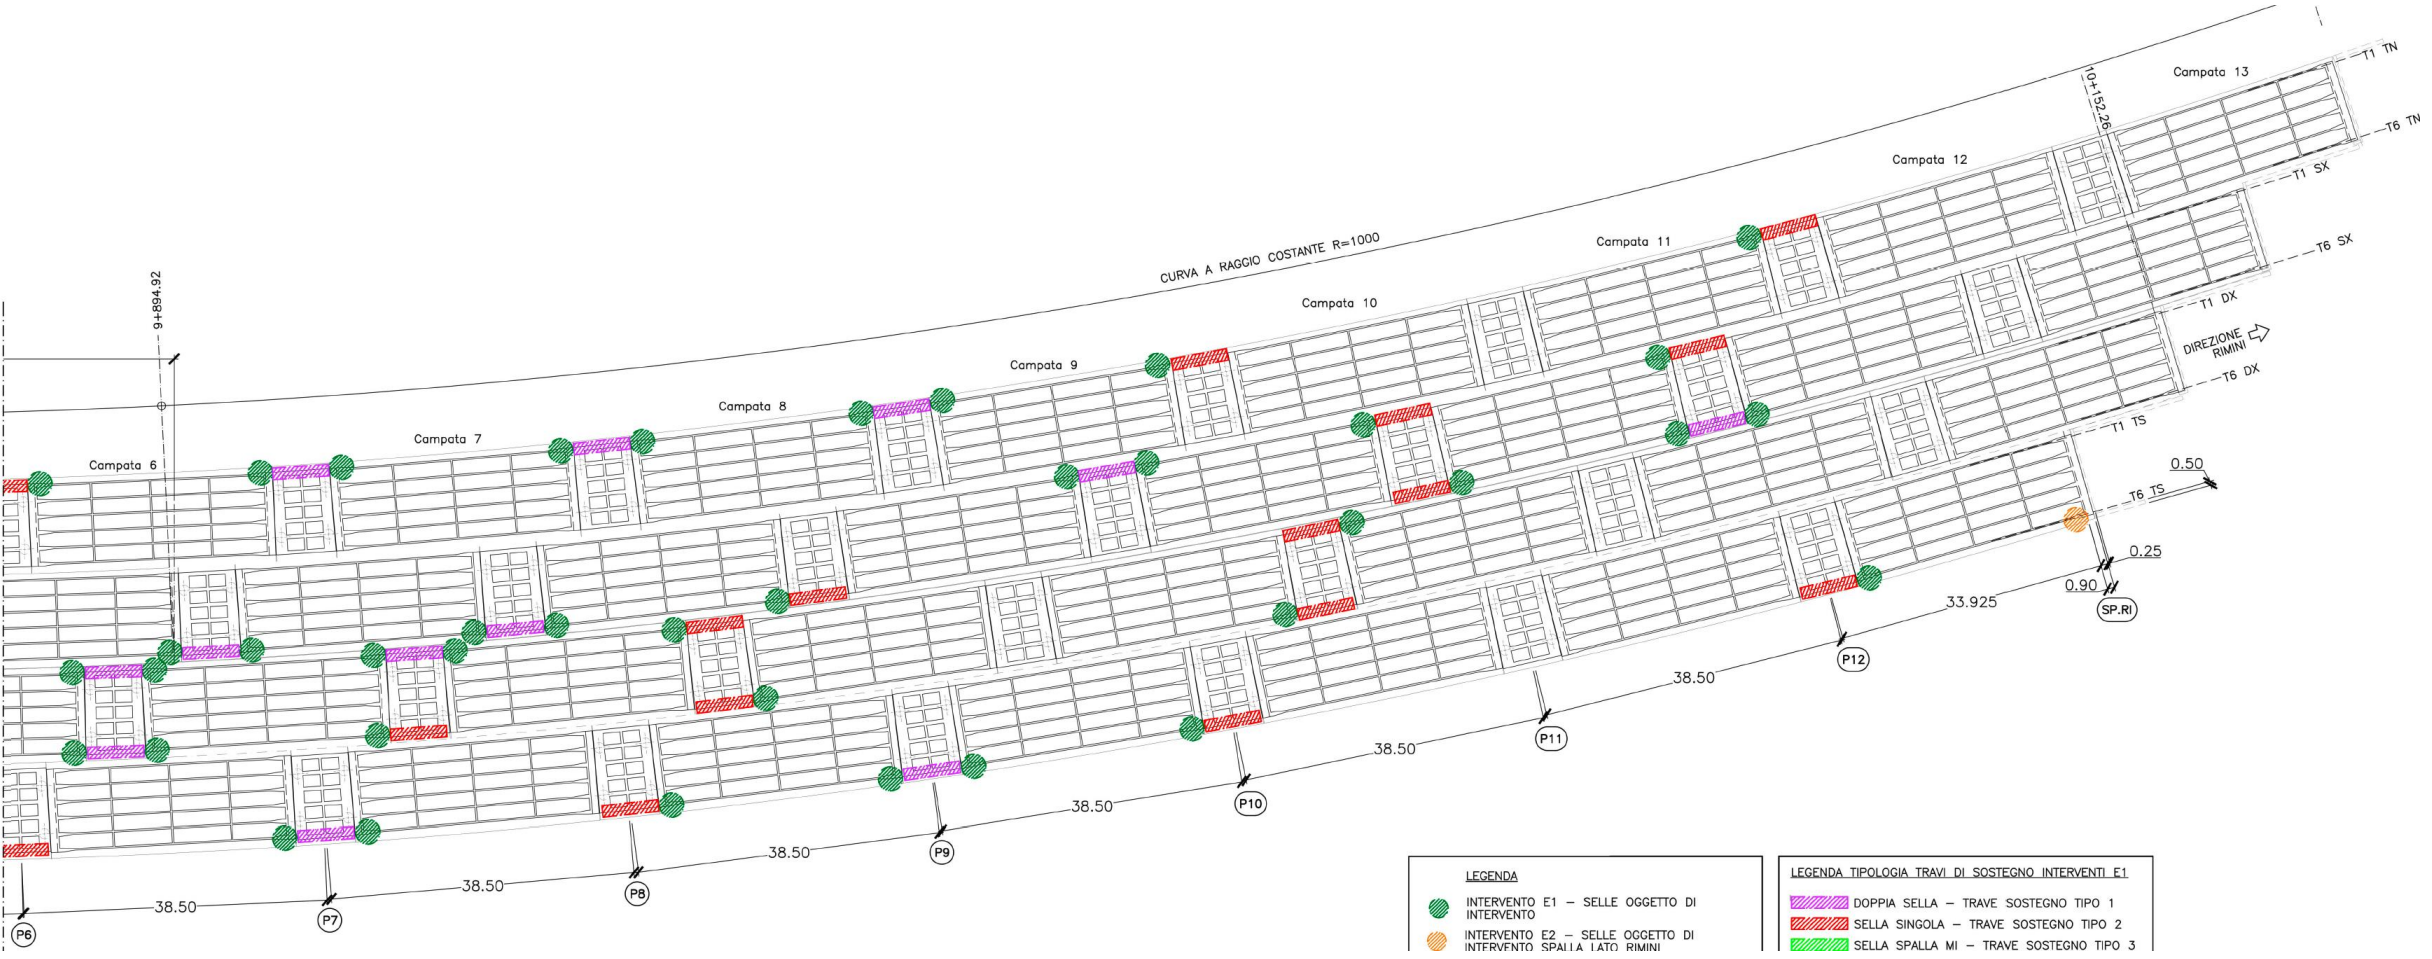 T1 TN
Campata 13
10+152.26
T6 TN
Campata 12
T1 SX
Campata 11
T6 SX
CURVA A RAGGIO COSTANTE R=1000
9+894.92
Campata 10
T1 DX
DIREZIONE
RIMINI
Campata 9
T6 DX
Campata 8
T1 TS
Campata 7
Campata 6
0.50
T6 TS
0.25
0.90
SP.RI
33.925
P12
38.50
P11
38.50
P10
38.50
P9
38.50
P8
38.50
P7
38.50
P6
LEGENDA
INTERVENTO E1 – SELLE OGGETTO DI
INTERVENTO
INTERVENTO E2 – SELLE OGGETTO DI
INTERVENTO SPALLA LATO RIMINI
LEGENDA TIPOLOGIA TRAVI DI SOSTEGNO INTERVENTI E1
DOPPIA SELLA – TRAVE SOSTEGNO TIPO 1
SELLA SINGOLA – TRAVE SOSTEGNO TIPO 2
SELLA SPALLA MI – TRAVE SOSTEGNO TIPO 3